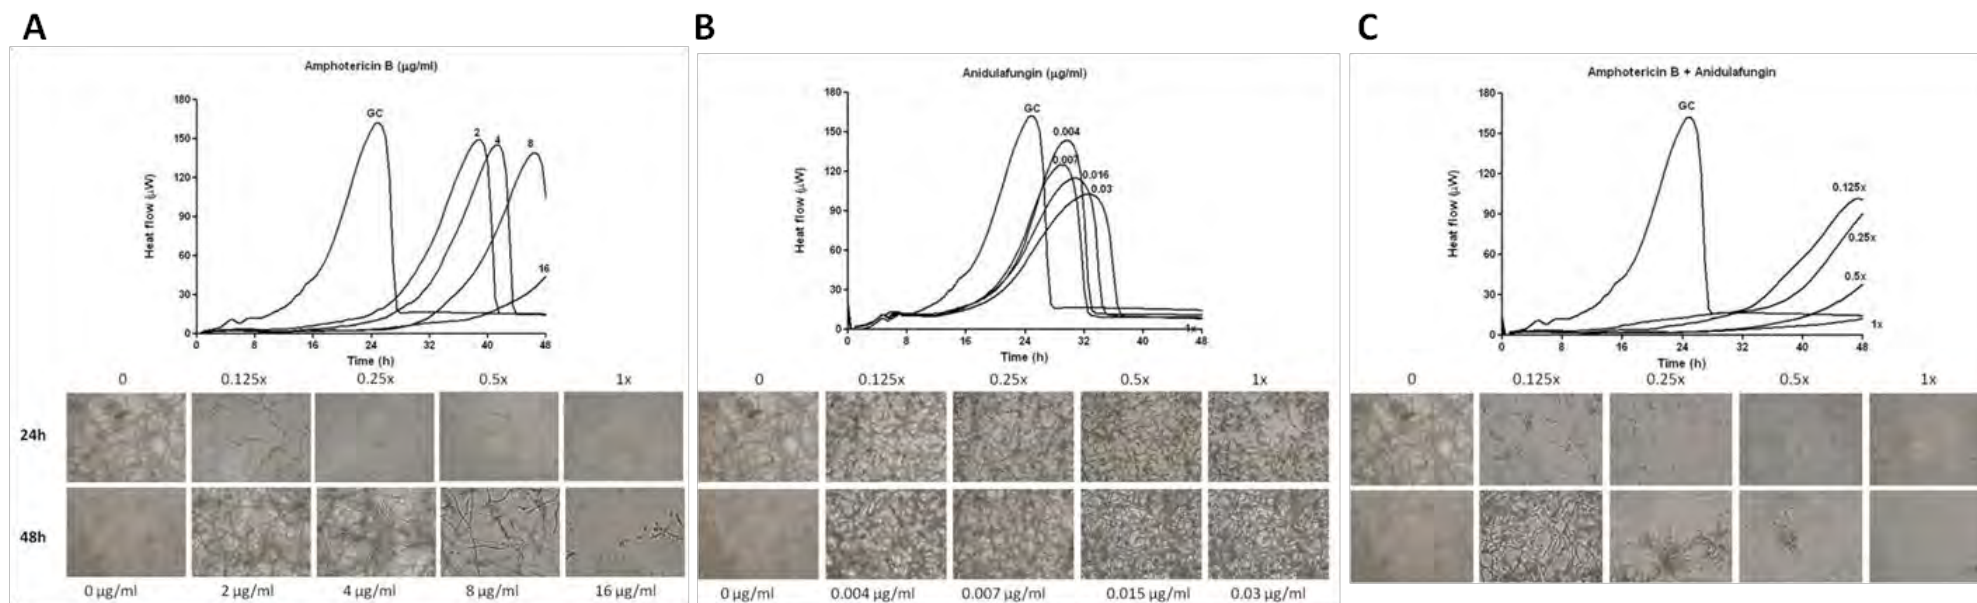 A
B
C
Amphotericin B (µg/ml)
180
150
120
90
60
30
0
Heat flow (µW)
GC
2
4
8
16
0
8
16
24
32
40
48
Time (h)
0
0.125x
0.25x
0.5x
1x
24h
48h
0 µg/ml
2 µg/ml
4 µg/ml
8 µg/ml
16 µg/ml
Anidulafungin (µg/ml)
180
150
120
90
60
30
0
Heat flow (µW)
GC
0.004
0.007
0.016
0.03
1x
0
8
16
24
32
40
48
Time (h)
0
0.125x
0.25x
0.5x
1x
0 µg/ml
0.004 µg/ml
0.007 µg/ml
0.015 µg/ml
0.03 µg/ml
Amphotericin B + Anidulafungin
180
150
120
90
60
30
0
Heat flow (µW)
GC
0.125x
0.25x
0.5x
1x
0
8
16
24
32
40
48
Time (h)
0
0.125x
0.25x
0.5x
1x